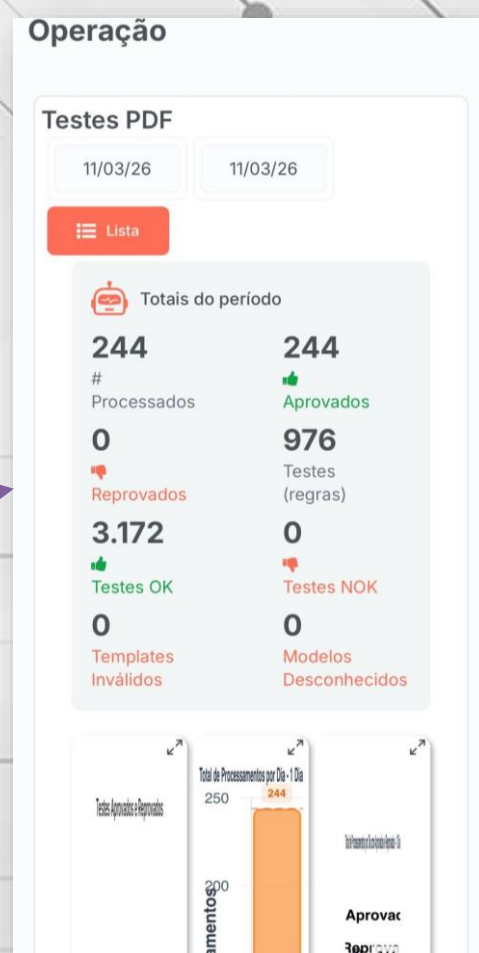 Operação
Testes PDF
11/03/26 11/03/26
Lista
Totais do período
244 244
#
Processados Aprovados
0 976
Reprovados
Testes
(regras)
3.172 0
Testes OK Testes NOK
0 0
Templates
Inválidos
Modelos
Desconhecidos
Testes Aprovados e Reprovados
Total de Processamentos por Dia - 1 Dia
250
244
200
amentos
Aprovac